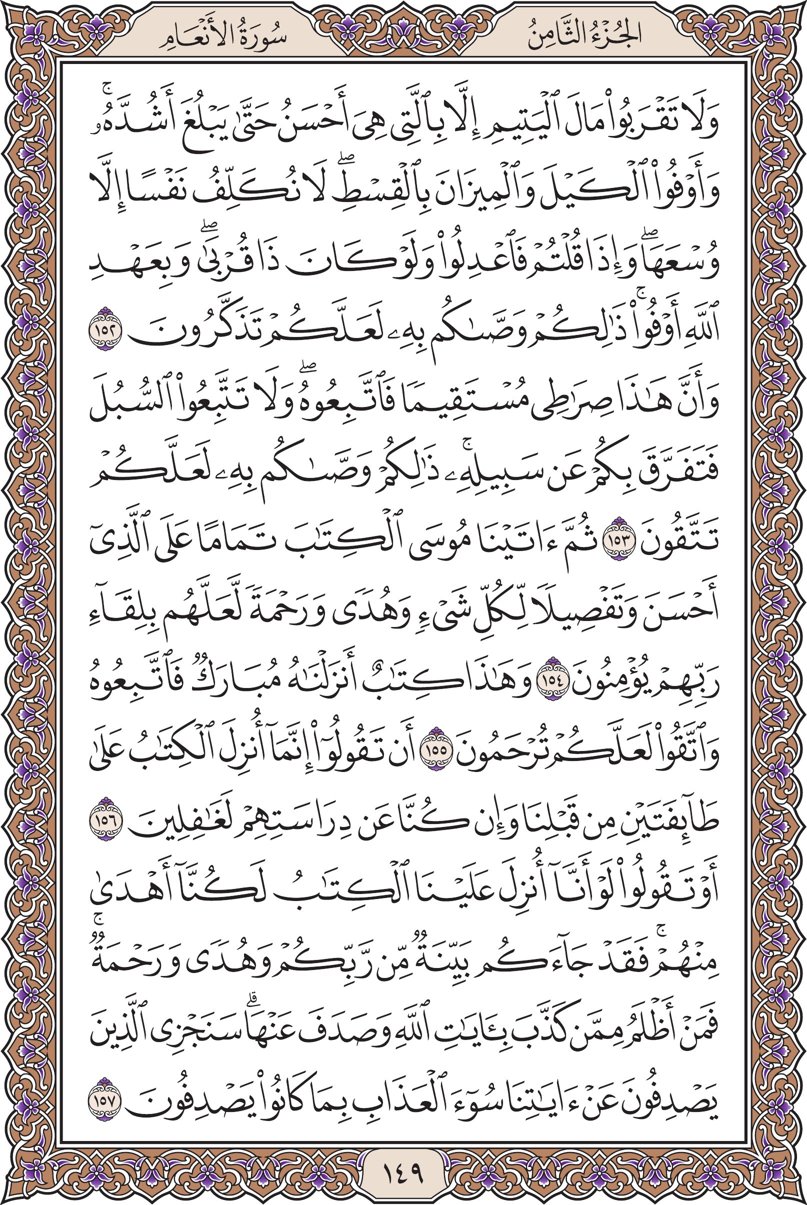 الجُزْءُ الثَّامِنُ
سُورَةُ الأَنْعَامِ
وَلَا تَقْرَبُوا۟ مَالَ ٱلْيَتِيمِ إِلَّا بِٱلَّتِى هِىَ أَحْسَنُ حَتَّىٰ يَبْلُغَ أَشُدَّهُۥ ۚ
وَأَوْفُوا۟ ٱلْكَيْلَ وَٱلْمِيزَانَ بِٱلْقِسْطِ ۖ لَا نُكَلِّفُ نَفْسًا إِلَّا
وُسْعَهَا ۖ وَإِذَا قُلْتُمْ فَٱعْدِلُوا۟ وَلَوْ كَانَ ذَا قُرْبَىٰ ۖ وَبِعَهْدِ
ٱللَّهِ أَوْفُوا۟ ۚ ذَٰلِكُمْ وَصَّىٰكُم بِهِۦ لَعَلَّكُمْ تَذَكَّرُونَ ١٥٢
وَأَنَّ هَٰذَا صِرَٰطِى مُسْتَقِيمًا فَٱتَّبِعُوهُ ۖ وَلَا تَتَّبِعُوا۟ ٱلسُّبُلَ
فَتَفَرَّقَ بِكُمْ عَن سَبِيلِهِۦ ۚ ذَٰلِكُمْ وَصَّىٰكُم بِهِۦ لَعَلَّكُمْ
تَتَّقُونَ ١٥٣ ثُمَّ ءَاتَيْنَا مُوسَى ٱلْكِتَٰبَ تَمَامًا عَلَى ٱلَّذِىٓ
أَحْسَنَ وَتَفْصِيلًا لِّكُلِّ شَىْءٍ وَهُدًى وَرَحْمَةً لَّعَلَّهُم بِلِقَآءِ
رَبِّهِمْ يُؤْمِنُونَ ١٥٤ وَهَٰذَا كِتَٰبٌ أَنزَلْنَٰهُ مُبَارَكٌ فَٱتَّبِعُوهُ
وَٱتَّقُوا۟ لَعَلَّكُمْ تُرْحَمُونَ ١٥٥ أَن تَقُولُوٓا۟ إِنَّمَآ أُنزِلَ ٱلْكِتَٰبُ عَلَىٰ
طَآئِفَتَيْنِ مِن قَبْلِنَا وَإِن كُنَّا عَن دِرَاسَتِهِمْ لَغَٰفِلِينَ ١٥٦
أَوْ تَقُولُوا۟ لَوْ أَنَّآ أُنزِلَ عَلَيْنَا ٱلْكِتَٰبُ لَكُنَّآ أَهْدَىٰ
مِنْهُمْ ۚ فَقَدْ جَآءَكُم بَيِّنَةٌ مِّن رَّبِّكُمْ وَهُدًى وَرَحْمَةٌ ۚ
فَمَنْ أَظْلَمُ مِمَّن كَذَّبَ بِـَٔايَٰتِ ٱللَّهِ وَصَدَفَ عَنْهَا ۗ سَنَجْزِى ٱلَّذِينَ
يَصْدِفُونَ عَنْ ءَايَٰتِنَا سُوٓءَ ٱلْعَذَابِ بِمَا كَانُوا۟ يَصْدِفُونَ ١٥٧
١٤٩